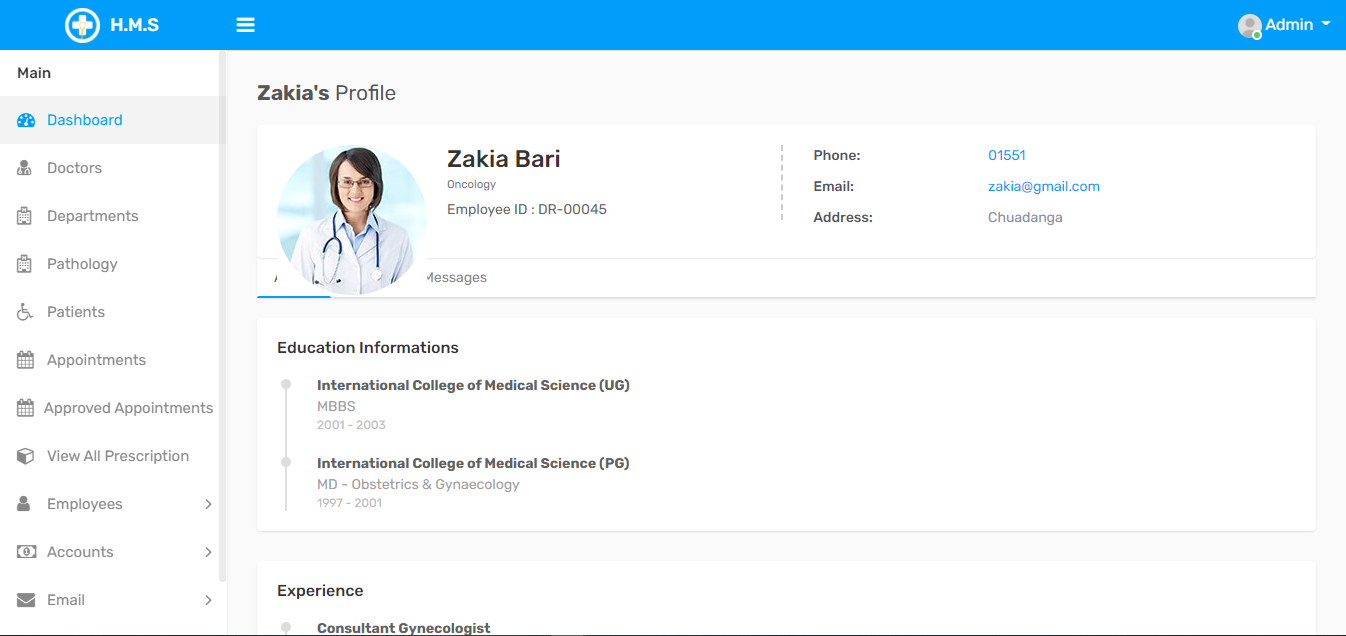 H.M.S
Admin
Main
Dashboard
Doctors
Departments
Pathology
Patients
Appointments
Approved Appointments
View All Prescription
Employees
Accounts
Email
Zakia's Profile
Zakia Bari
Oncology
Employee ID : DR-00045
Phone: 01551
Email: zakia@gmail.com
Address: Chuadanga
Messages
Education Informations
International College of Medical Science (UG)
MBBS
2001 - 2003
International College of Medical Science (PG)
MD - Obstetrics & Gynaecology
1997 - 2001
Experience
Consultant Gynecologist